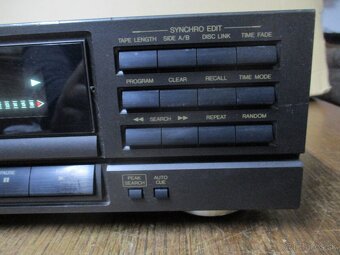 SYNCHRO EDIT
TAPE LENGTH SIDE A/B DISC LINK TIME FADE
PROGRAM CLEAR RECALL TIME MODE
◀◀ SEARCH ▶▶ REPEAT RANDOM
PAUSE
PEAK SEARCH
AUTO CUE